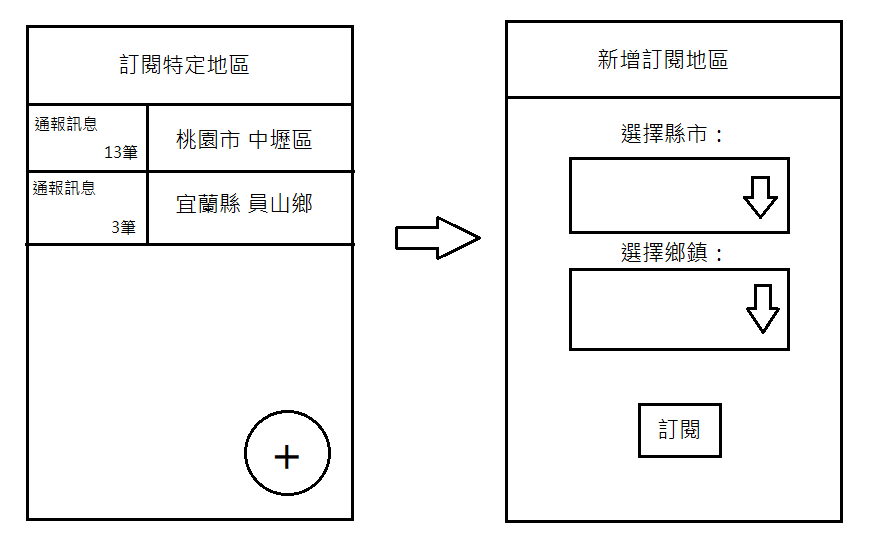 訂閱特定地區
通報訊息
13筆
桃園市 中壢區
通報訊息
3筆
宜蘭縣 員山鄉
+
新增訂閱地區
選擇縣市：
選擇鄉鎮：
訂閱